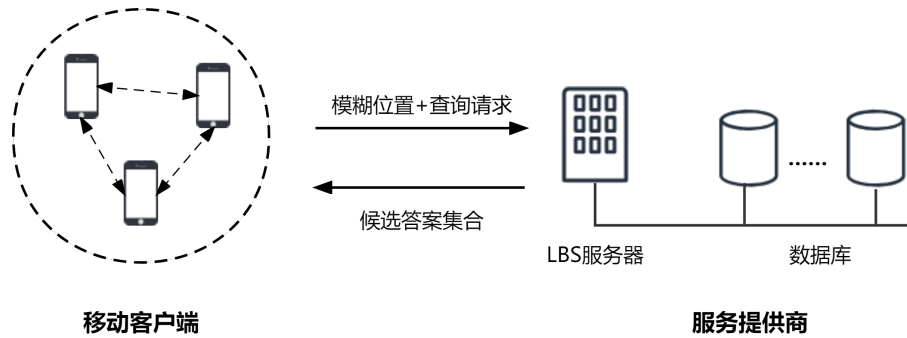 模糊位置+查询请求
候选答案集合
......
LBS服务器
数据库
移动客户端
服务提供商